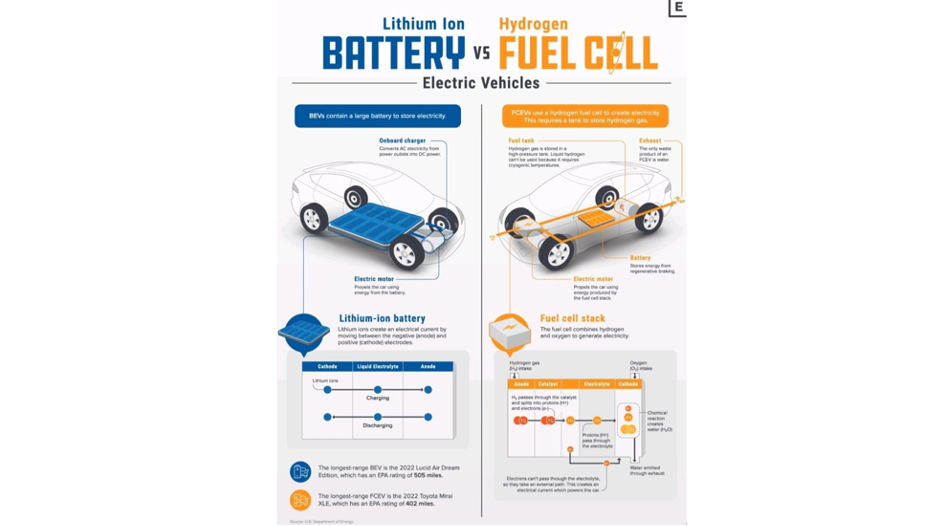 E
Lithium Ion
BATTERY
vs
Hydrogen
FUEL CELL
Electric Vehicles
BEVs contain a large battery to store electricity.
Onboard charger
Converts AC electricity from
power outlets into DC power.
Electric motor
Propels the car using
energy from the battery.
Lithium-ion battery
Lithium ions create an electrical current by
moving between the negative (anode) and
positive (cathode) electrodes.
Cathode Liquid Electrolyte Anode
Lithium ions
Charging
Discharging
The longest-range BEV is the 2022 Lucid Air Dream
Edition, which has an EPA rating of 505 miles.
The longest-range FCEV is the 2022 Toyota Mirai
XLE, which has an EPA rating of 402 miles.
Source: U.S. Department of Energy
FCEVs use a hydrogen fuel cell to create electricity.
This requires a tank to store hydrogen gas.
Fuel tank
Hydrogen gas is stored in a
high-pressure tank. Liquid hydrogen
can't be used because it requires
cryogenic temperatures.
Exhaust
The only waste
product of an
FCEV is water.
Battery
Stores energy from
regenerative braking.
Electric motor
Propels the car using
energy produced by
the fuel cell stack.
Fuel cell stack
The fuel cell combines hydrogen
and oxygen to generate electricity.
Hydrogen gas
(H₂) intake
Oxygen
(O₂) intake
Anode Catalyst Electrolyte Cathode
H₂ passes through the catalyst
and splits into protons (H+)
and electrons (e-)
Protons (H+)
pass through
the electrolyte
Chemical
reaction
creates
water (H₂O)
Water emitted
through exhaust
Electrons can't pass through the electrolyte,
so they take an external path. This creates an
electrical current which powers the car.